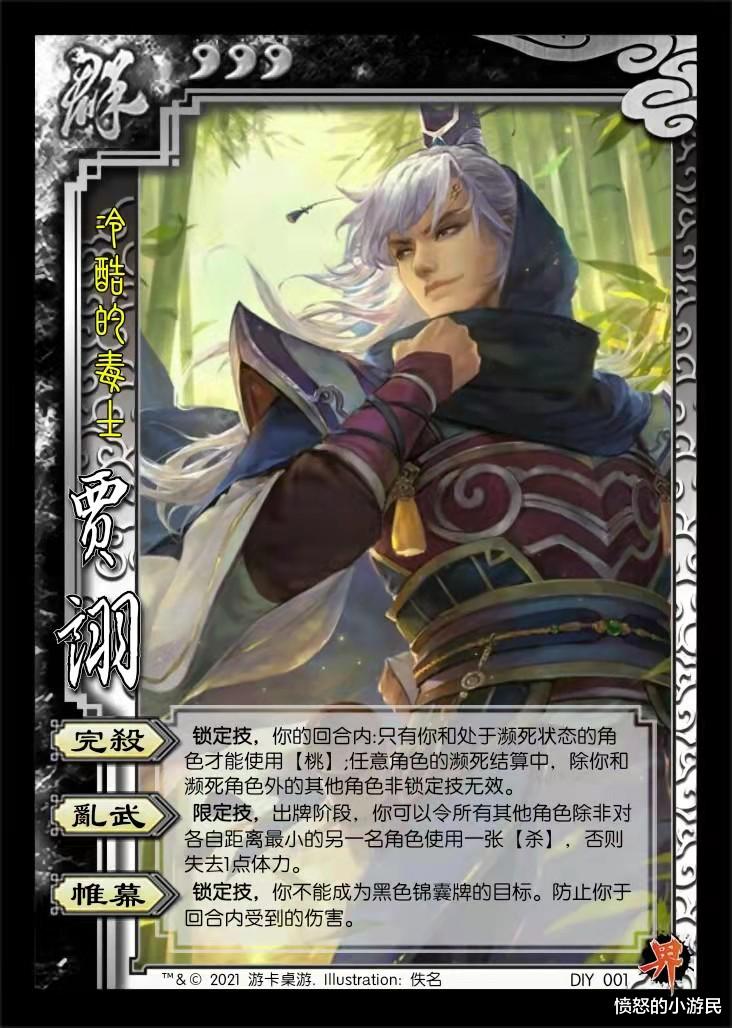 群
冷酷的毒士
贾诩
完殺
锁定技，你的回合内:只有你和处于濒死状态的角
色才能使用【桃】;任意角色的濒死结算中，除你和
濒死角色外的其他角色非锁定技无效。
亂武
限定技，出牌阶段，你可以令所有其他角色除非对
各自距离最小的另一名角色使用一张【杀】，否则
失去1点体力。
帷幕
锁定技，你不能成为黑色锦囊牌的目标。防止你于
回合内受到的伤害。
™&© 2021 游卡桌游. Illustration: 佚名
DIY 001
界
愤怒的小游民